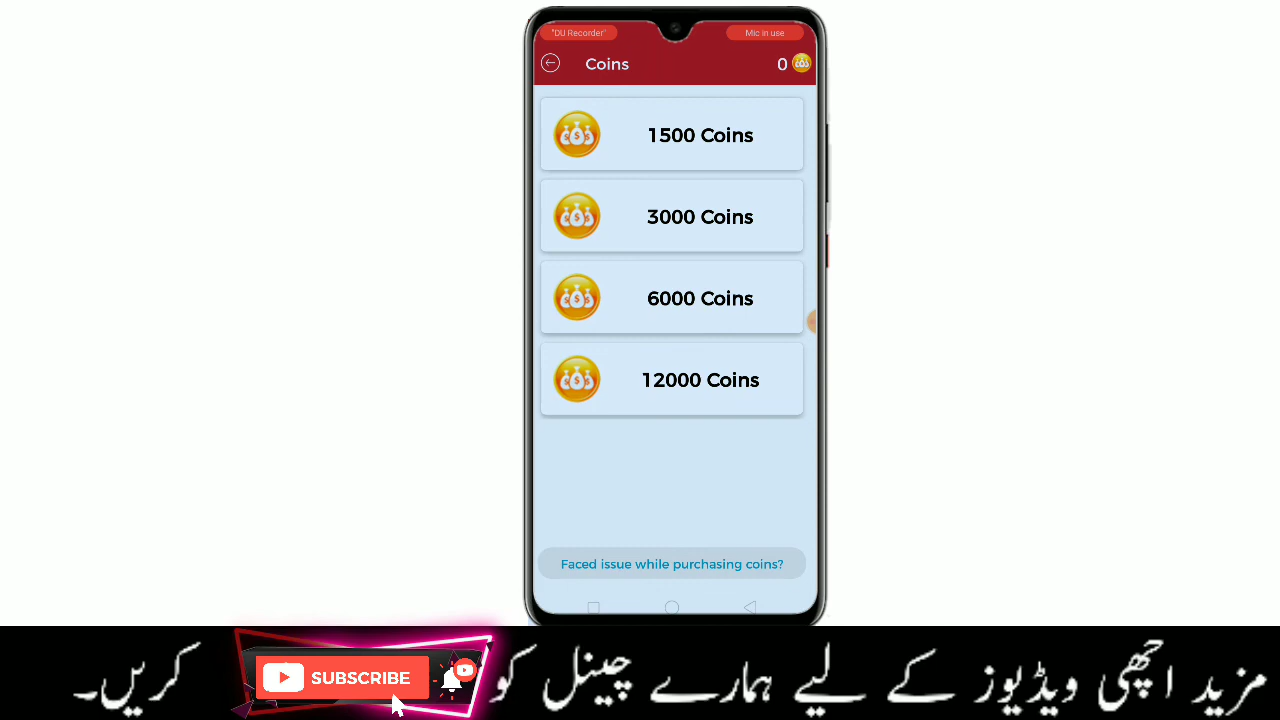 "DU Recorder"
Mic in use
Coins
0
1500 Coins
3000 Coins
6000 Coins
12000 Coins
Faced issue while purchasing coins?
مزید اچھی ویڈیوز کے لیے ہمارے چینل کو SUBSCRIBE کریں۔